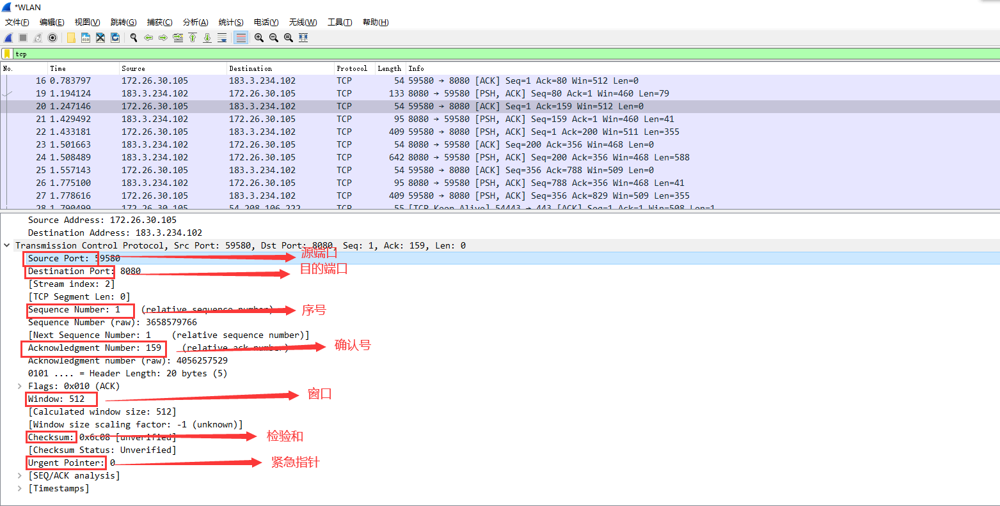 *WLAN
文件(F) 编辑(E) 视图(V) 跳转(G) 捕获(C) 分析(A) 统计(S) 电话(Y) 无线(W) 工具(T) 帮助(H)
tcp
No. Time Source Destination Protocol Length Info
16 0.783797 172.26.30.105 183.3.234.102 TCP 54 59580 → 8080 [ACK] Seq=1 Ack=80 Win=512 Len=0
19 1.194124 183.3.234.102 172.26.30.105 TCP 133 8080 → 59580 [PSH, ACK] Seq=80 Ack=1 Win=460 Len=79
20 1.247146 172.26.30.105 183.3.234.102 TCP 54 59580 → 8080 [ACK] Seq=1 Ack=159 Win=512 Len=0
21 1.429492 183.3.234.102 172.26.30.105 TCP 95 8080 → 59580 [PSH, ACK] Seq=159 Ack=1 Win=460 Len=41
22 1.433181 172.26.30.105 183.3.234.102 TCP 409 59580 → 8080 [PSH, ACK] Seq=1 Ack=200 Win=511 Len=355
23 1.501663 183.3.234.102 172.26.30.105 TCP 54 8080 → 59580 [ACK] Seq=200 Ack=356 Win=468 Len=0
24 1.508489 183.3.234.102 172.26.30.105 TCP 642 8080 → 59580 [PSH, ACK] Seq=200 Ack=356 Win=468 Len=588
25 1.557143 172.26.30.105 183.3.234.102 TCP 54 59580 → 8080 [ACK] Seq=356 Ack=788 Win=509 Len=0
26 1.775100 183.3.234.102 172.26.30.105 TCP 95 8080 → 59580 [PSH, ACK] Seq=788 Ack=356 Win=468 Len=41
27 1.778616 172.26.30.105 183.3.234.102 TCP 409 59580 → 8080 [PSH, ACK] Seq=356 Ack=829 Win=509 Len=355
28 1.790499 172.26.30.105 54.208.106.222 TCP 55 [TCP Keep-Alive] 54443 → 443 [ACK] Seq=1 Ack=1 Win=508 Len=1
Source Address: 172.26.30.105
Destination Address: 183.3.234.102
Transmission Control Protocol, Src Port: 59580, Dst Port: 8080, Seq: 1, Ack: 159, Len: 0
Source Port: 59580 源端口
Destination Port: 8080 目的端口
[Stream index: 2]
[TCP Segment Len: 0]
Sequence Number: 1 (relative sequence number) 序号
Sequence Number (raw): 3658579766
[Next Sequence Number: 1 (relative sequence number)]
Acknowledgment Number: 159 (relative ack number) 确认号
Acknowledgment number (raw): 4056257529
0101 .... = Header Length: 20 bytes (5)
Flags: 0x010 (ACK)
Window: 512 窗口
[Calculated window size: 512]
[Window size scaling factor: -1 (unknown)]
Checksum: 0x6c08 [unverified] 检验和
[Checksum Status: Unverified]
Urgent Pointer: 0 紧急指针
[SEQ/ACK analysis]
[Timestamps]